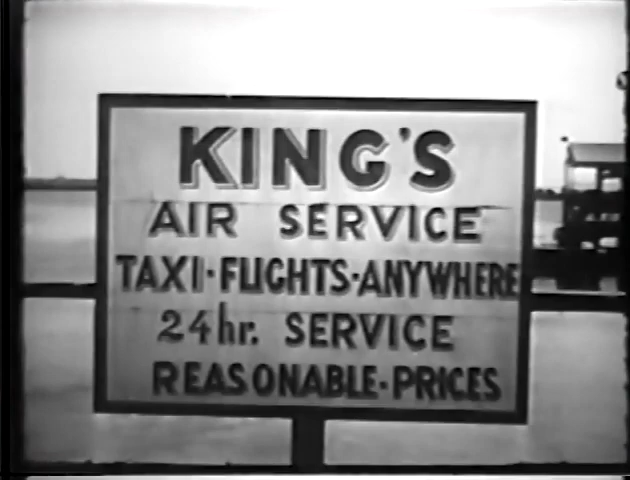 KING'S
AIR SERVICE
TAXI·FLIGHTS·ANYWHERE
24hr. SERVICE
REASONABLE·PRICES